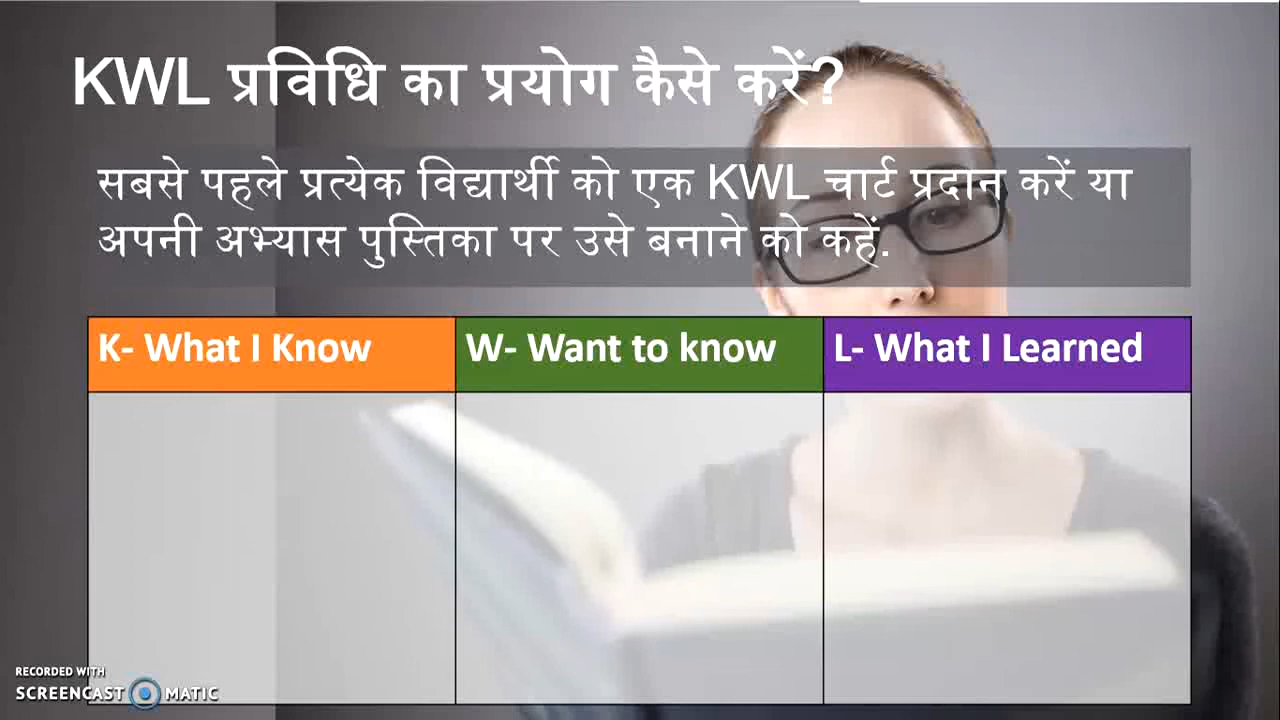 KWL प्रविधि का प्रयोग कैसे करें?
सबसे पहले प्रत्येक विद्यार्थी को एक KWL चार्ट प्रदान करें या
अपनी अभ्यास पुस्तिका पर उसे बनाने को कहें.
K- What I Know
W- Want to know
L- What I Learned
RECORDED WITH
SCREENCAST MATIC